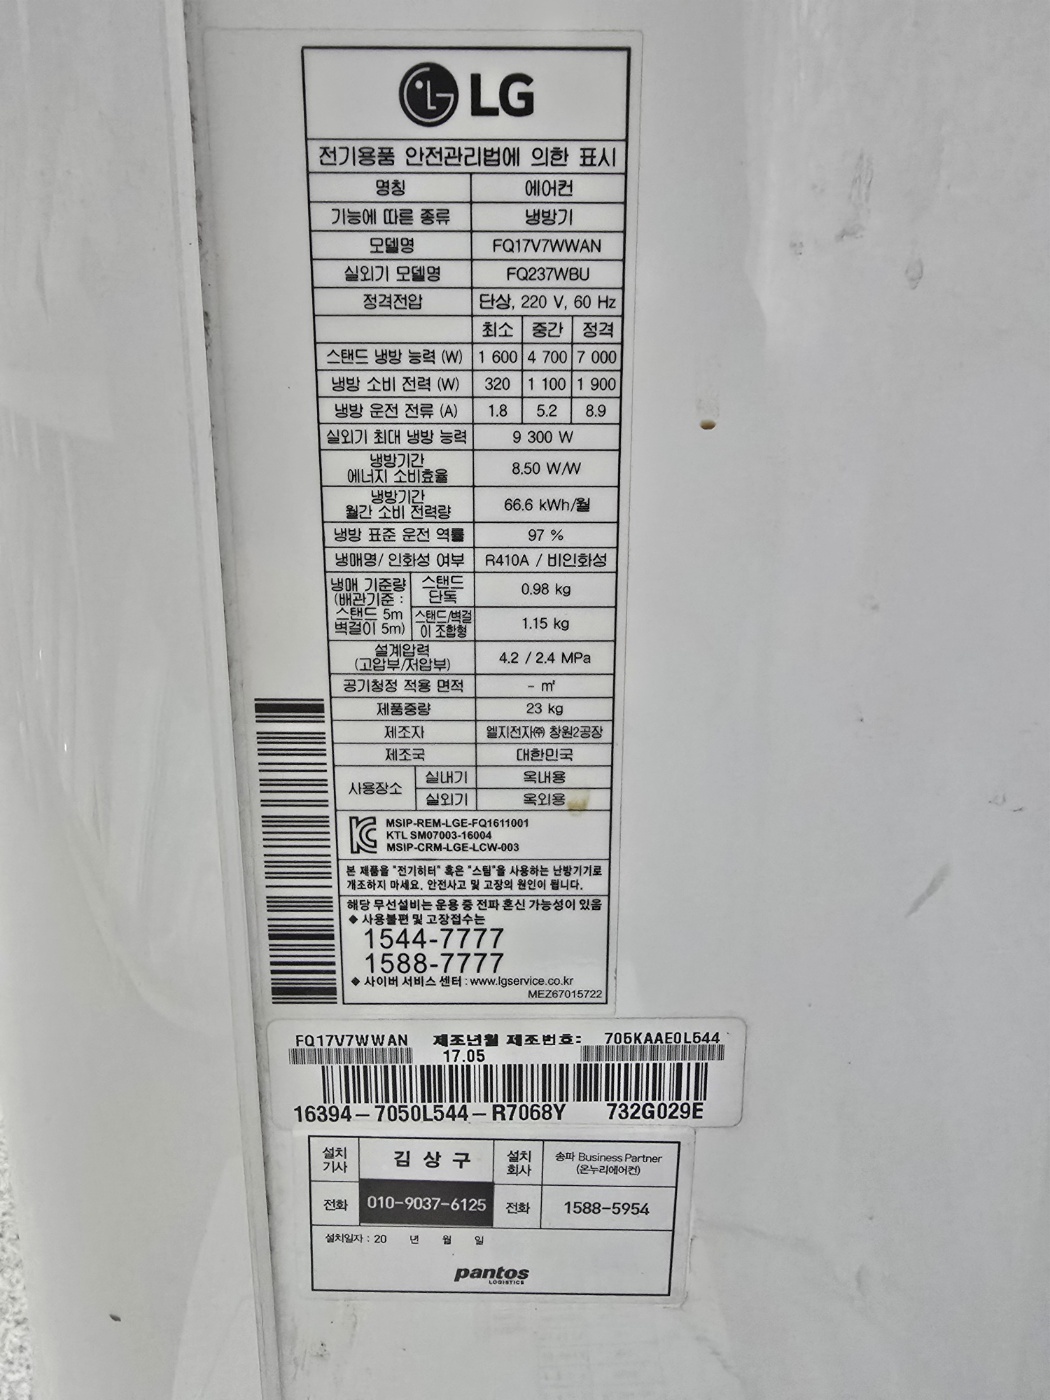 LG
전기용품 안전관리법에 의한 표시
명칭 에어컨
기능에 따른 종류 냉방기
모델명 FQ17V7WWAN
실외기 모델명 FQ237WBU
정격전압 단상, 220 V, 60 Hz
최소 중간 정격
스탠드 냉방 능력 (W) 1 600 4 700 7 000
냉방 소비 전력 (W) 320 1 100 1 900
냉방 운전 전류 (A) 1.8 5.2 8.9
실외기 최대 냉방 능력 9 300 W
냉방기간
에너지 소비효율 8.50 W/W
냉방기간
월간 소비 전력량 66.6 kWh/월
냉방 표준 운전 역률 97 %
냉매명/ 인화성 여부 R410A / 비인화성
냉매 기준량
(배관기준 :
스탠드 5m
벽걸이 5m)
스탠드
단독 0.98 kg
스탠드/벽걸
이 조합형 1.15 kg
설계압력
(고압부/저압부) 4.2 / 2.4 MPa
공기청정 적용 면적 - ㎡
제품중량 23 kg
제조자 엘지전자㈜ 창원2공장
제조국 대한민국
사용장소 실내기 옥내용
실외기 옥외용
MSIP-REM-LGE-FQ1611001
KTL SM07003-16004
MSIP-CRM-LGE-LCW-003
본 제품을 "전기히터" 혹은 "스팀"을 사용하는 난방기기로
개조하지 마세요. 안전사고 및 고장의 원인이 됩니다.
해당 무선설비는 운용 중 전파 혼신 가능성이 있음
◆ 사용불편 및 고장접수는
1544-7777
1588-7777
◆ 사이버 서비스 센터 : www.lgservice.co.kr
MEZ67015722
FQ17V7WWAN 제조년월 제조번호: 705KAAE0L544
17.05
16394-7050L544-R7068Y 732G029E
설치
기사 김 상 구 설치
회사 송파 Business Partner
(온누리에어컨)
전화 010-9037-6125 전화 1588-5954
설치일자 : 20 년 월 일
pantos
LOGISTICS